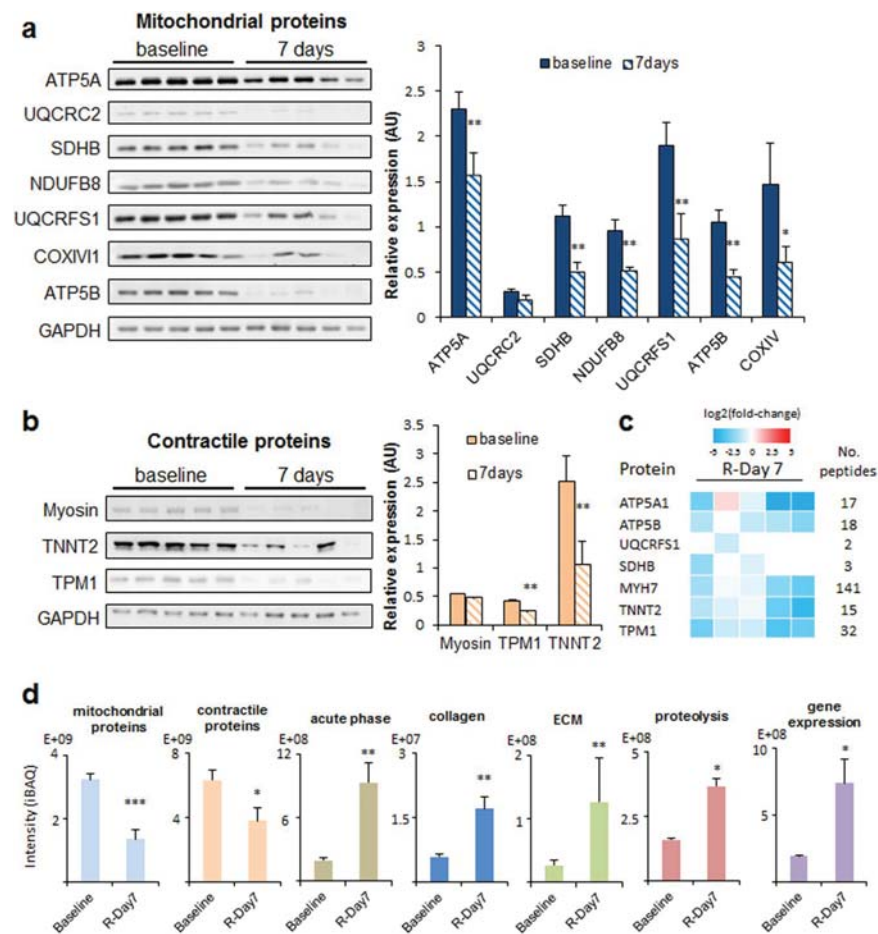 a
Mitochondrial proteins
baseline 7 days
ATP5A
UQCRC2
SDHB
NDUFB8
UQCRFS1
COXIVI1
ATP5B
GAPDH
Relative expression (AU)
3
2.5
2
1.5
1
0.5
0
baseline 7days
**
**
**
**
**
*
ATP5A UQCRC2 SDHB NDUFB8 UQCRFS1 ATP5B COXIV
b
Contractile proteins
baseline 7 days
Myosin
TNNT2
TPM1
GAPDH
Relative expression (AU)
3.5
3
2.5
2
1.5
1
0.5
0
baseline
7days
**
**
Myosin TPM1 TNNT2
c
log2(fold-change)
-5 -2.5 0 2.5 5
Protein R-Day 7 No. peptides
ATP5A1 17
ATP5B 18
UQCRFS1 2
SDHB 3
MYH7 141
TNNT2 15
TPM1 32
d
Intensity (iBAQ)
mitochondrial
proteins
E+09
4
2
***
Baseline R-Day7
contractile
proteins
E+09
8
4
*
Baseline R-Day7
acute phase
E+08
12
6
**
Baseline R-Day7
collagen
E+07
3
1.5
**
Baseline R-Day7
ECM
E+08
2
1
**
Baseline R-Day7
proteolysis
E+08
5
2.5
*
Baseline R-Day7
gene
expression
E+08
10
5
*
Baseline R-Day7